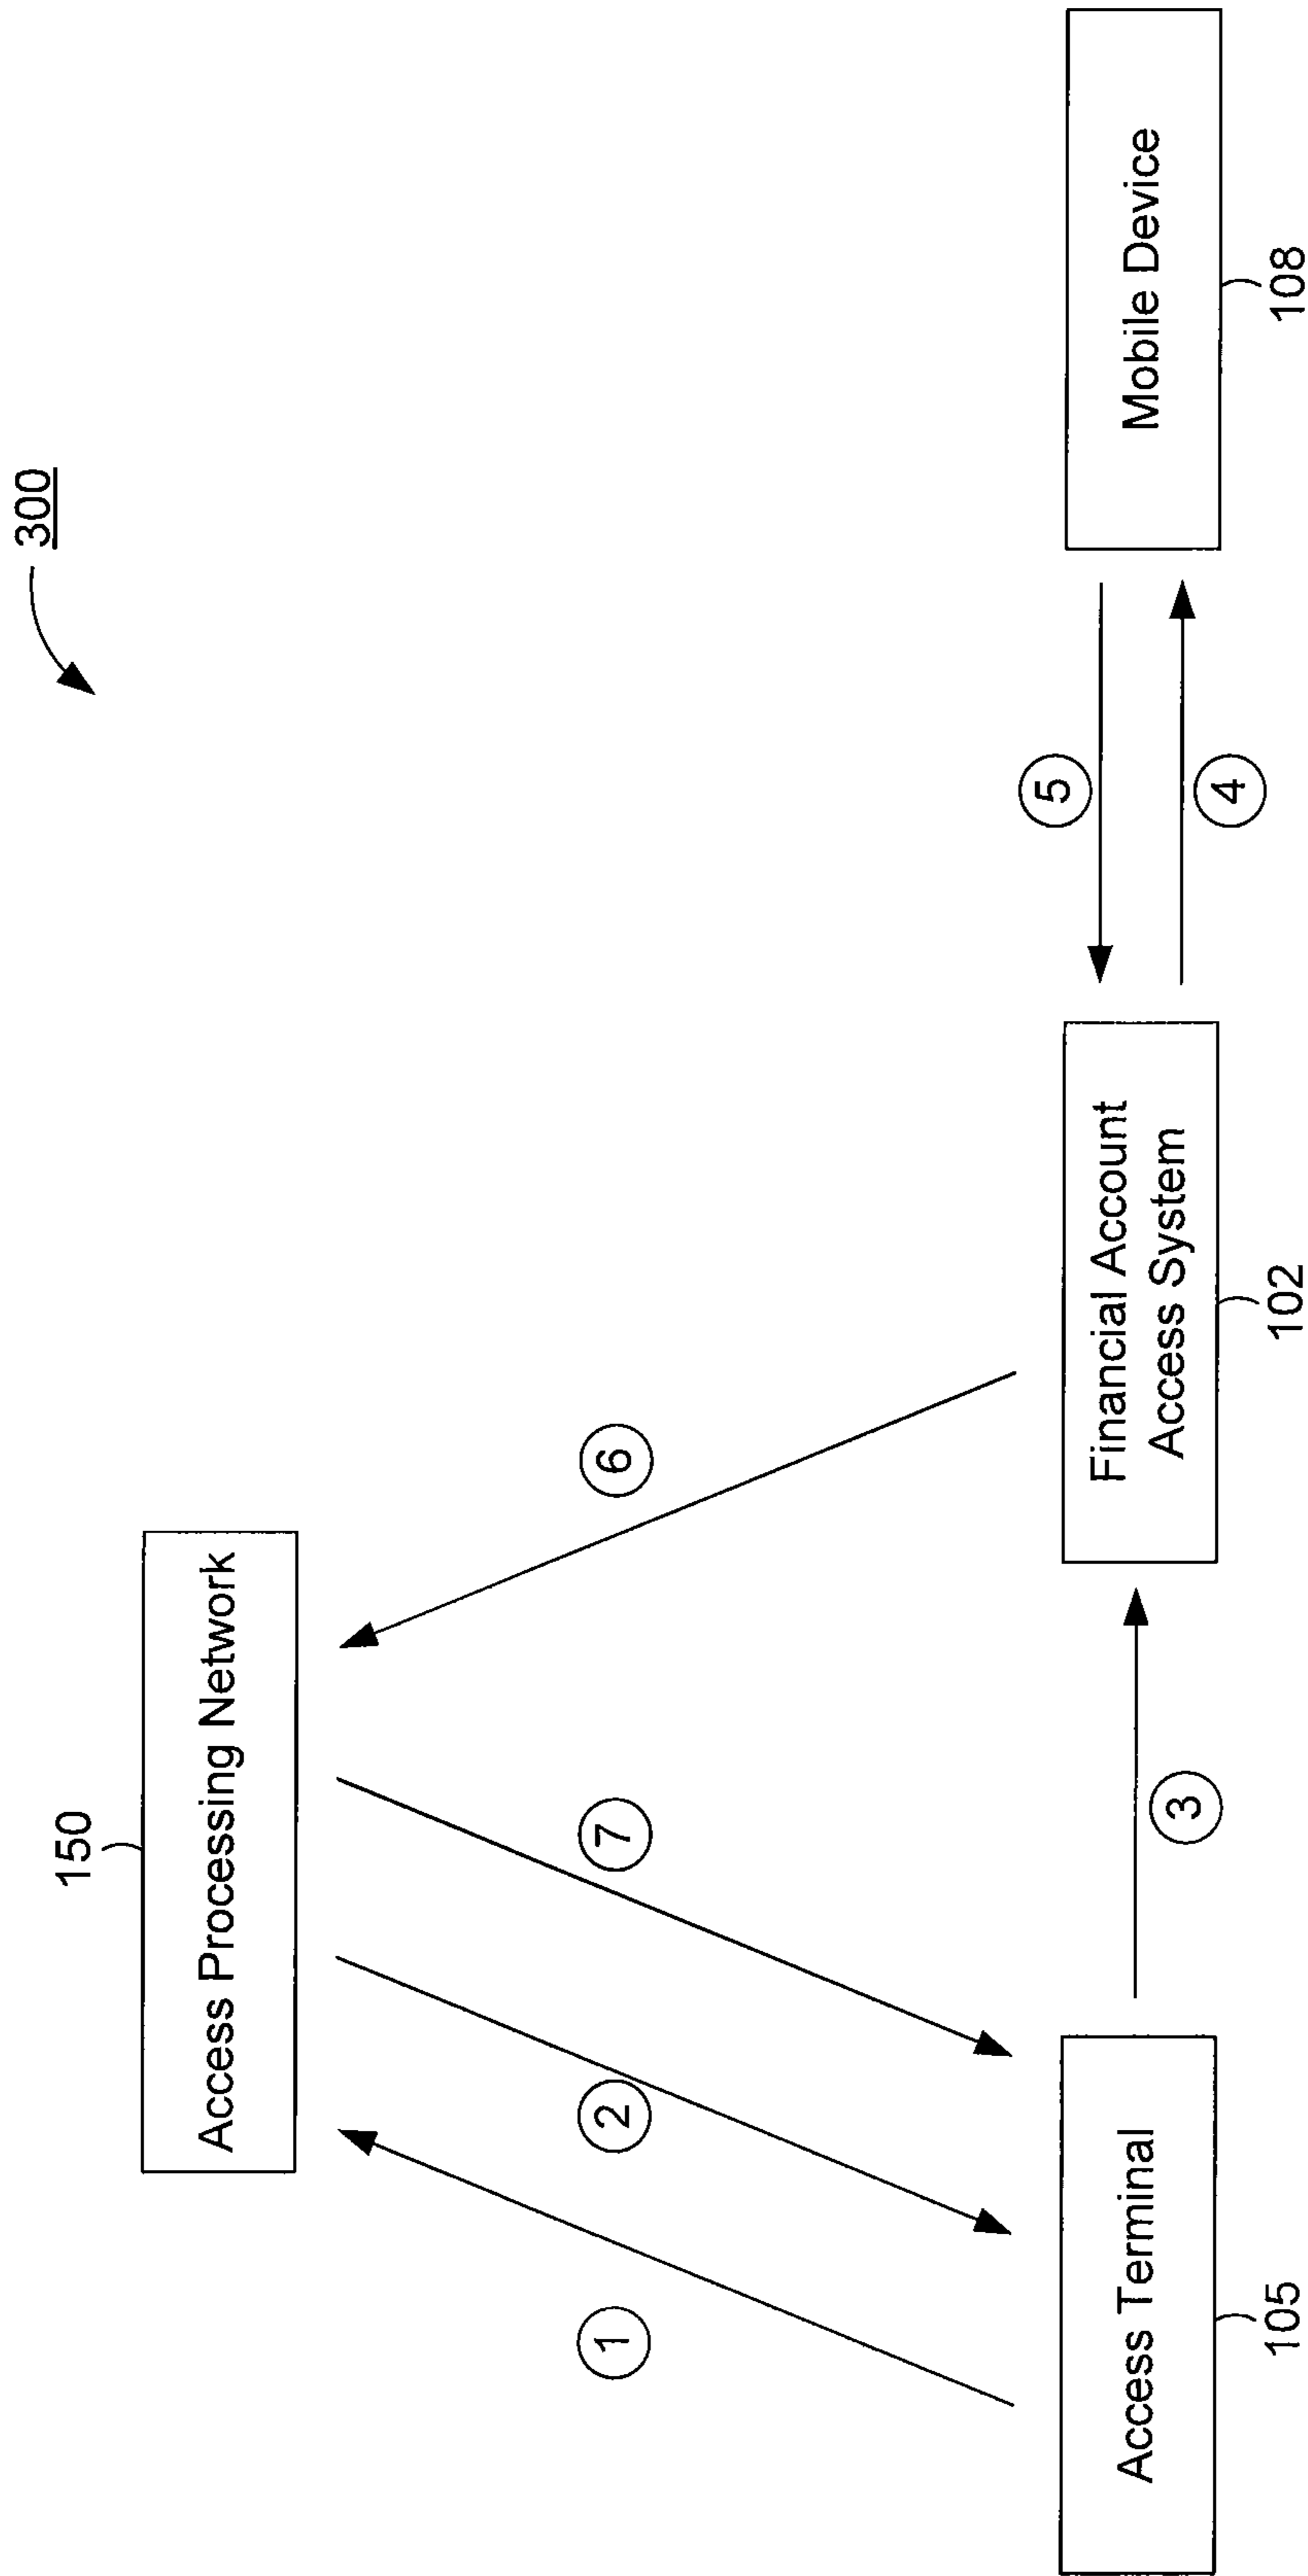 300
150
Access Processing Network
1
2
7
6
Access Terminal
105
3
Financial Account
Access System
102
5
4
Mobile Device
108